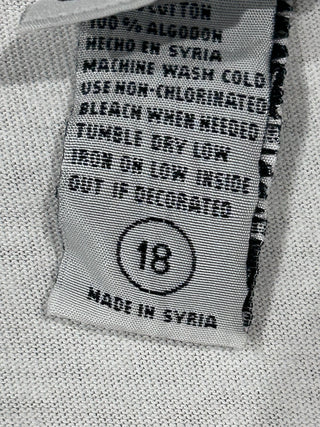 COTTON
100% ALGODON
HECHO EN SYRIA
MACHINE WASH COLD
USE NON-CHLORINATED
BLEACH WHEN NEEDED
TUMBLE DRY LOW
IRON ON LOW INSIDE
OUT IF DECORATED
18
MADE IN SYRIA